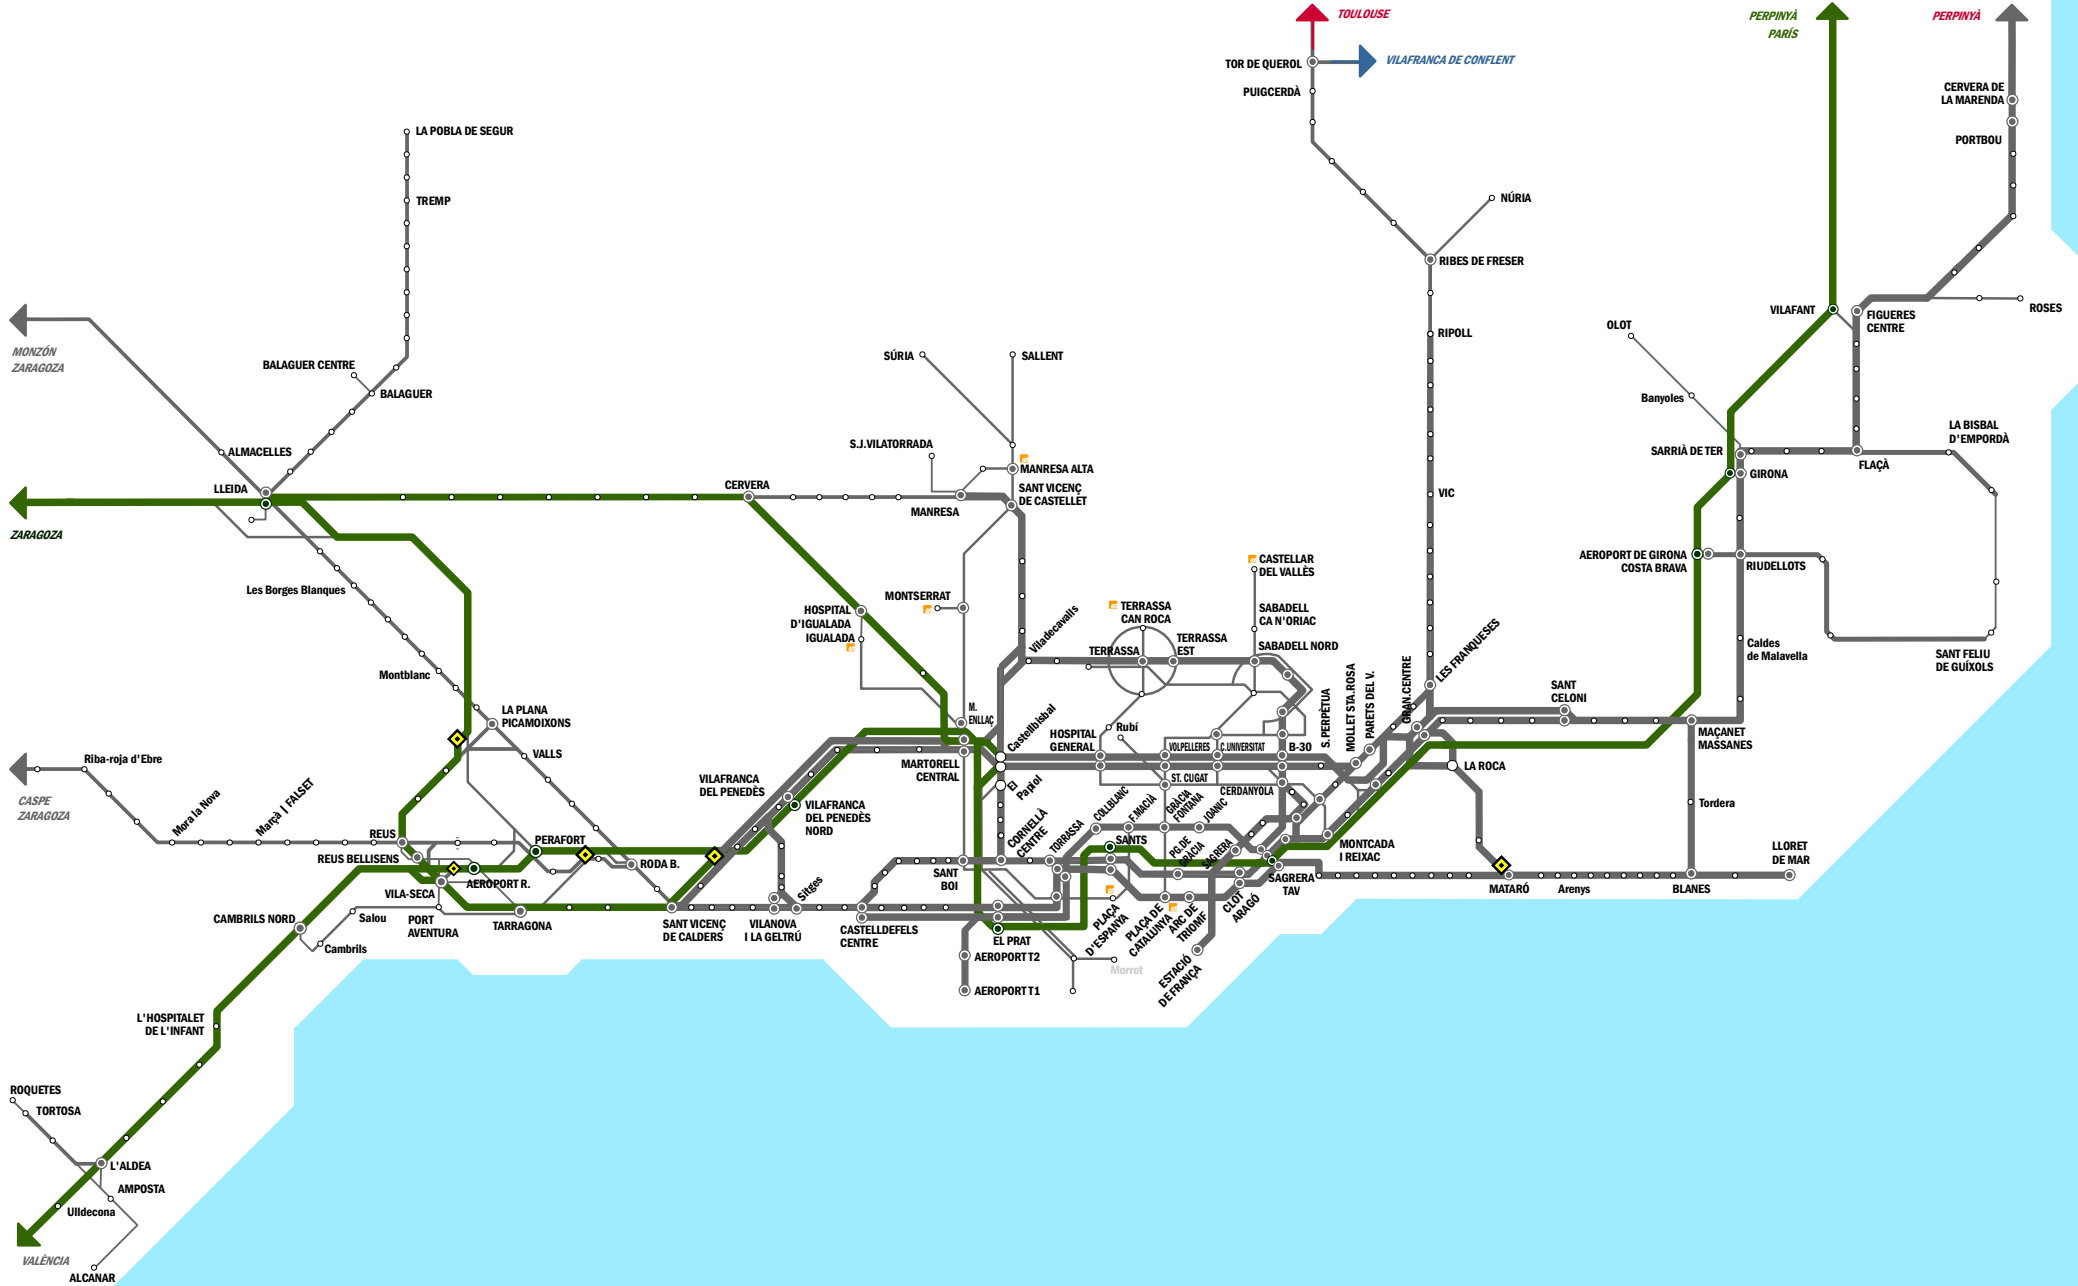 TOULOUSE
PERPINYÀ
PARÍS
PERPINYÀ
TOR DE QUEROL
VILAFRANCA DE CONFLENT
PUIGCERDÀ
CERVERA DE
LA MARENDA
PORTBOU
LA POBLA DE SEGUR
TREMP
NÚRIA
RIBES DE FRESER
RIPOLL
VILAFANT
FIGUERES
CENTRE
ROSES
OLOT
Banyoles
MONZÓN
ZARAGOZA
BALAGUER CENTRE
BALAGUER
SÚRIA
SALLENT
ALMACELLES
S.J.VILATORRADA
MANRESA ALTA
SARRIÀ DE TER
GIRONA
FLAÇÀ
LA BISBAL
D'EMPORDÀ
LLEIDA
CERVERA
SANT VICENÇ
DE CASTELLET
MANRESA
VIC
ZARAGOZA
CASTELLAR
DEL VALLÈS
AEROPORT DE GIRONA
COSTA BRAVA
RIUDELLOTS
Les Borges Blanques
MONTSERRAT
HOSPITAL
D'IGUALADA
IGUALADA
TERRASSA
CAN ROCA
SABADELL
CA N'ORIAC
Viladecavalls
TERRASSA
TERRASSA
EST
SABADELL NORD
LES FRANQUESES
Caldes
de Malavella
SANT FELIU
DE GUÍXOLS
Montblanc
LA PLANA
PICAMOIXONS
VALLS
M.
ENLLAÇ
Castellbisbal
Rubí
HOSPITAL
GENERAL
VOLPELLERES
C.UNIVERSITAT
B-30
S. PERPÈTUA
MOLLET STA.ROSA
PARETS DEL V.
GRAN.CENTRE
SANT
CELONI
MAÇANET
MASSANES
Riba-roja d'Ebre
CASPE
ZARAGOZA
Mora la Nova
Marçà | FALSET
MARTORELL
CENTRAL
VILAFRANCA
DEL PENEDÈS
VILAFRANCA
DEL PENEDÈS
NORD
El
Papiol
ST. CUGAT
CERDANYOLA
LA ROCA
Tordera
REUS
REUS BELLISENS
PERAFORT
RODA B.
AEROPORT R.
VILA-SECA
PORT
AVENTURA
TARRAGONA
Salou
Cambrils
CAMBRILS NORD
SANT VICENÇ
DE CALDERS
VILANOVA
I LA GELTRÚ
Sitges
CASTELLDEFELS
CENTRE
SANT
BOI
CORNELLÀ
CENTRE
TORRASSA
COLLBLANC
F.MACIÀ
GRÀCIA
FONTANA
JOANIC
SANTS
PG.DE
GRÀCIA
SAGRERA
MONTCADA
I REIXAC
SAGRERA
TAV
CLOT
ARAGÓ
PLAÇA
D'ESPANYA
PLAÇA DE
CATALUNYA
ARC DE
TRIOMF
ESTACIÓ
DE FRANÇA
Morrot
EL PRAT
AEROPORT T2
AEROPORT T1
MATARÓ
Arenys
BLANES
LLORET
DE MAR
L'HOSPITALET
DE L'INFANT
ROQUETES
TORTOSA
L'ALDEA
AMPOSTA
Ulldecona
VALÈNCIA
ALCANAR